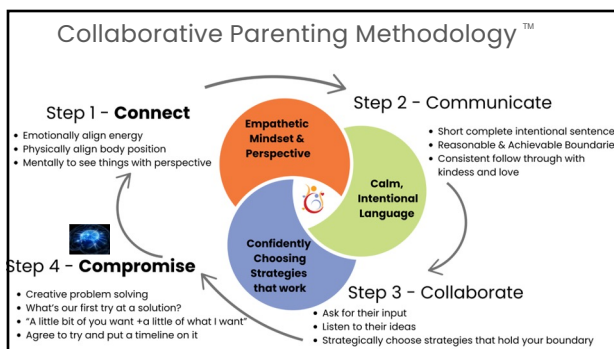 Collaborative Parenting Methodology ™
Step 1 - Connect
• Emotionally align energy
• Physically align body position
• Mentally to see things with perspective
Empathetic
Mindset &
Perspective
Step 2 - Communicate
• Short complete intentional sentence
• Reasonable & Achievable Boundarie
• Consistent follow through with
kindess and love
Calm,
Intentional
Language
Confidently
Choosing
Strategies
that work
Step 3 - Collaborate
• Ask for their input
• Listen to their ideas
• Strategically choose strategies that hold your boundary
Step 4 - Compromise
• Creative problem solving
• What's our first try at a solution?
• "A little bit of you want +a little of what I want"
• Agree to try and put a timeline on it